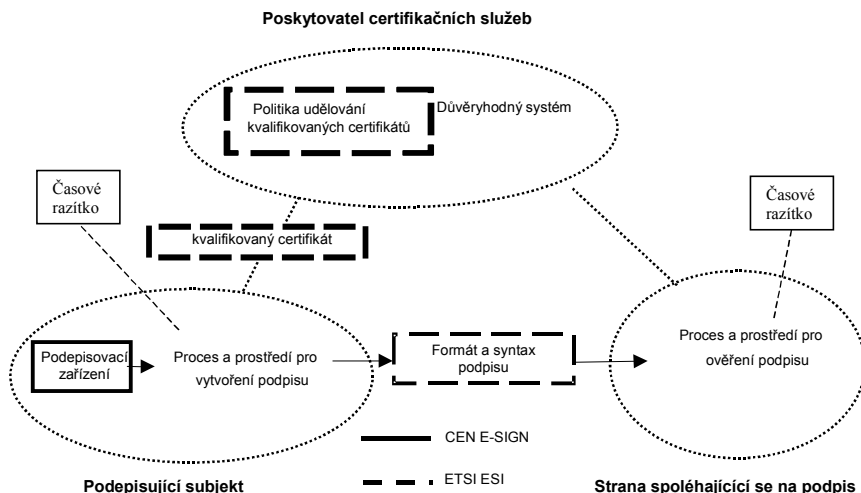 Poskytovatel certifikačních služeb
Politika udělování
kvalifikovaných certifikátů
Důvěryhodný systém
Časové
razítko
Časové
razítko
kvalifikovaný certifikát
Podepisovací
zařízení
Proces a prostředí pro
vytvoření podpisu
Formát a syntax
podpisu
Proces a prostředí pro
ověření podpisu
CEN E-SIGN
ETSI ESI
Podepisující subjekt
Strana spoléhajícící se na podpis